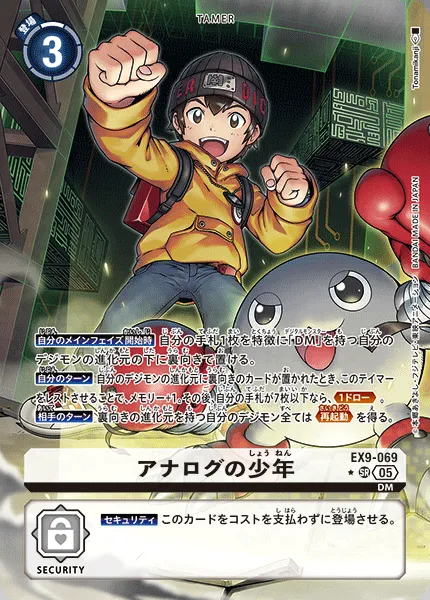 TAMER
登場
3
Tonamikanji
BANDAI MADE IN JAPAN
自分のメインフェイズ開始時 自分の手札1枚を特徴に「DM」を持つ自分の
デジモンの進化元の下に裏向きで置ける。
自分のターン 自分のデジモンの進化元に裏向きのカードが置かれたとき、このテイマー
をレストさせることで、メモリー+1。その後、自分の手札が7枚以下なら、1ドロー。
相手のターン 裏向きの進化元を持つ自分のデジモン全ては 再起動 を得る。
しょう ねん
アナログの少年
EX9-069
★ SR 05
DM
セキュリティ このカードをコストを支払わずに登場させる。
SECURITY